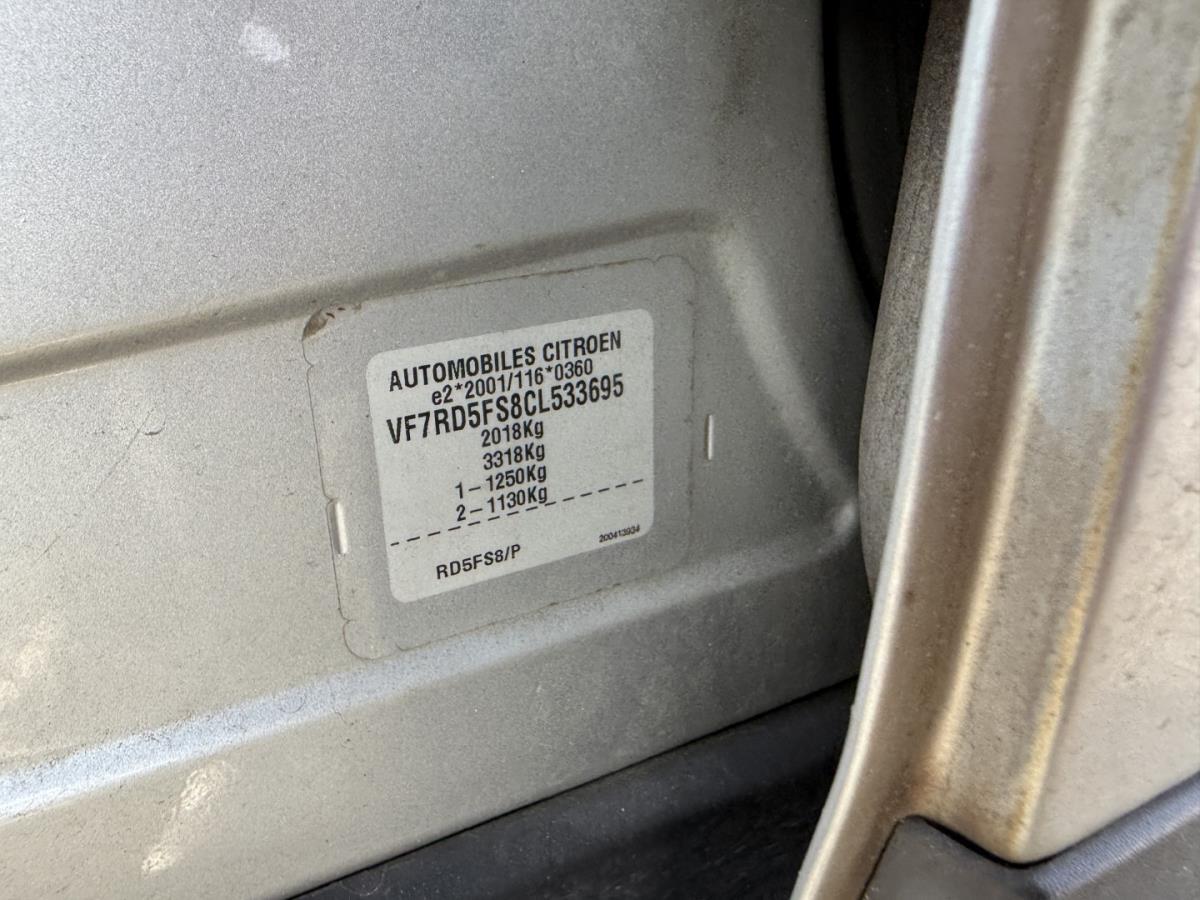 AUTOMOBILES CITROEN
e2*2001/116*0360
VF7RD5FS8CL533695
2018Kg
3318Kg
1-1250Kg
2-1130Kg
RD5FS8/P
200413934